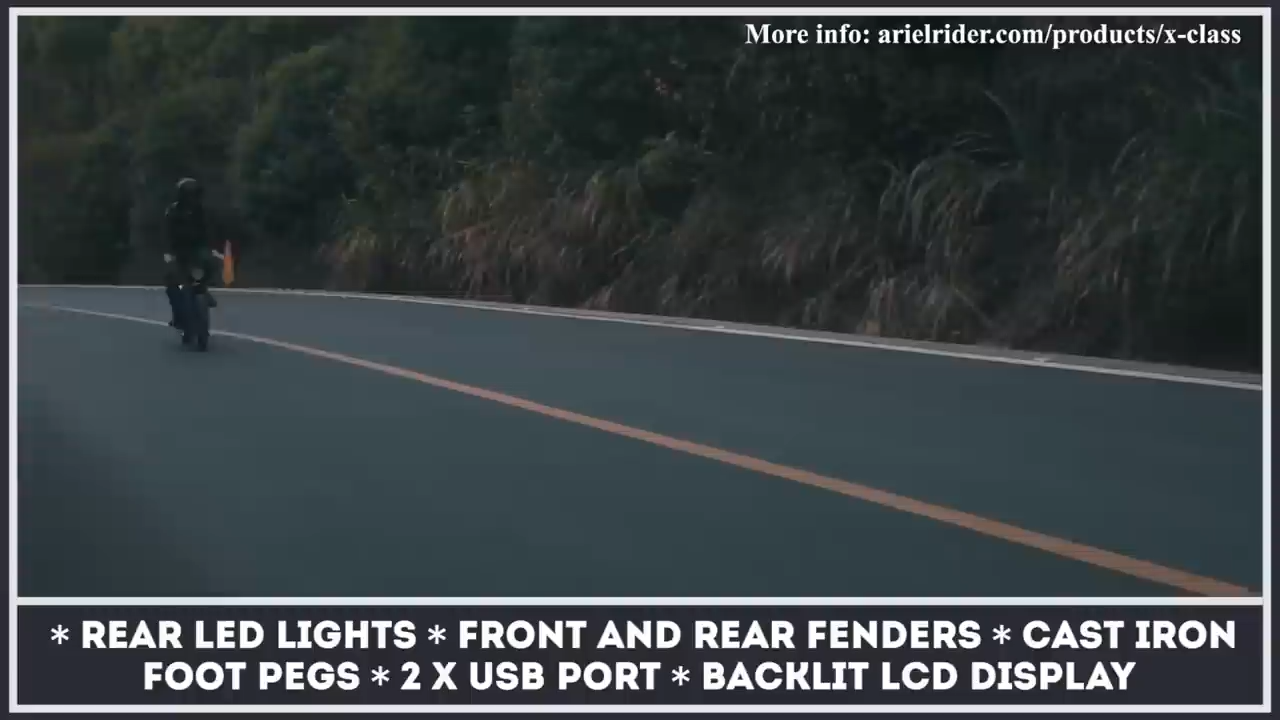 More info: arielrider.com/products/x-class
* REAR LED LIGHTS * FRONT AND REAR FENDERS * CAST IRON
FOOT PEGS * 2 X USB PORT * BACKLIT LCD DISPLAY